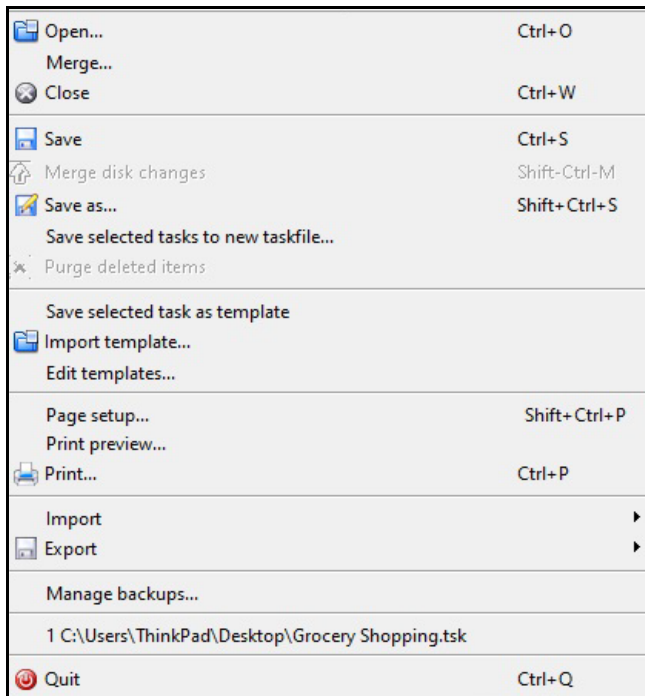 Open... Ctrl+O
Merge...
Close Ctrl+W
Save Ctrl+S
Merge disk changes Shift-Ctrl-M
Save as... Shift+Ctrl+S
Save selected tasks to new taskfile...
Purge deleted items
Save selected task as template
Import template...
Edit templates...
Page setup... Shift+Ctrl+P
Print preview...
Print... Ctrl+P
Import
Export
Manage backups...
1 C:\Users\ThinkPad\Desktop\Grocery Shopping.tsk
Quit Ctrl+Q